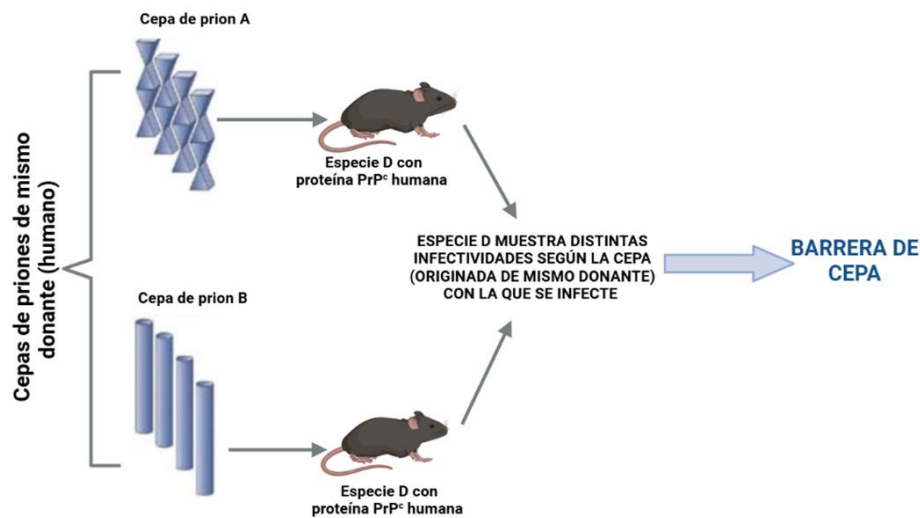 Cepas de priones de mismo
donante (humano)
Cepa de prion A
Especie D con
proteína PrPᶜ humana
Cepa de prion B
Especie D con
proteína PrPᶜ humana
ESPECIE D MUESTRA DISTINTAS
INFECTIVIDADES SEGÚN LA CEPA
(ORIGINADA DE MISMO DONANTE)
CON LA QUE SE INFECTE
BARRERA DE
CEPA